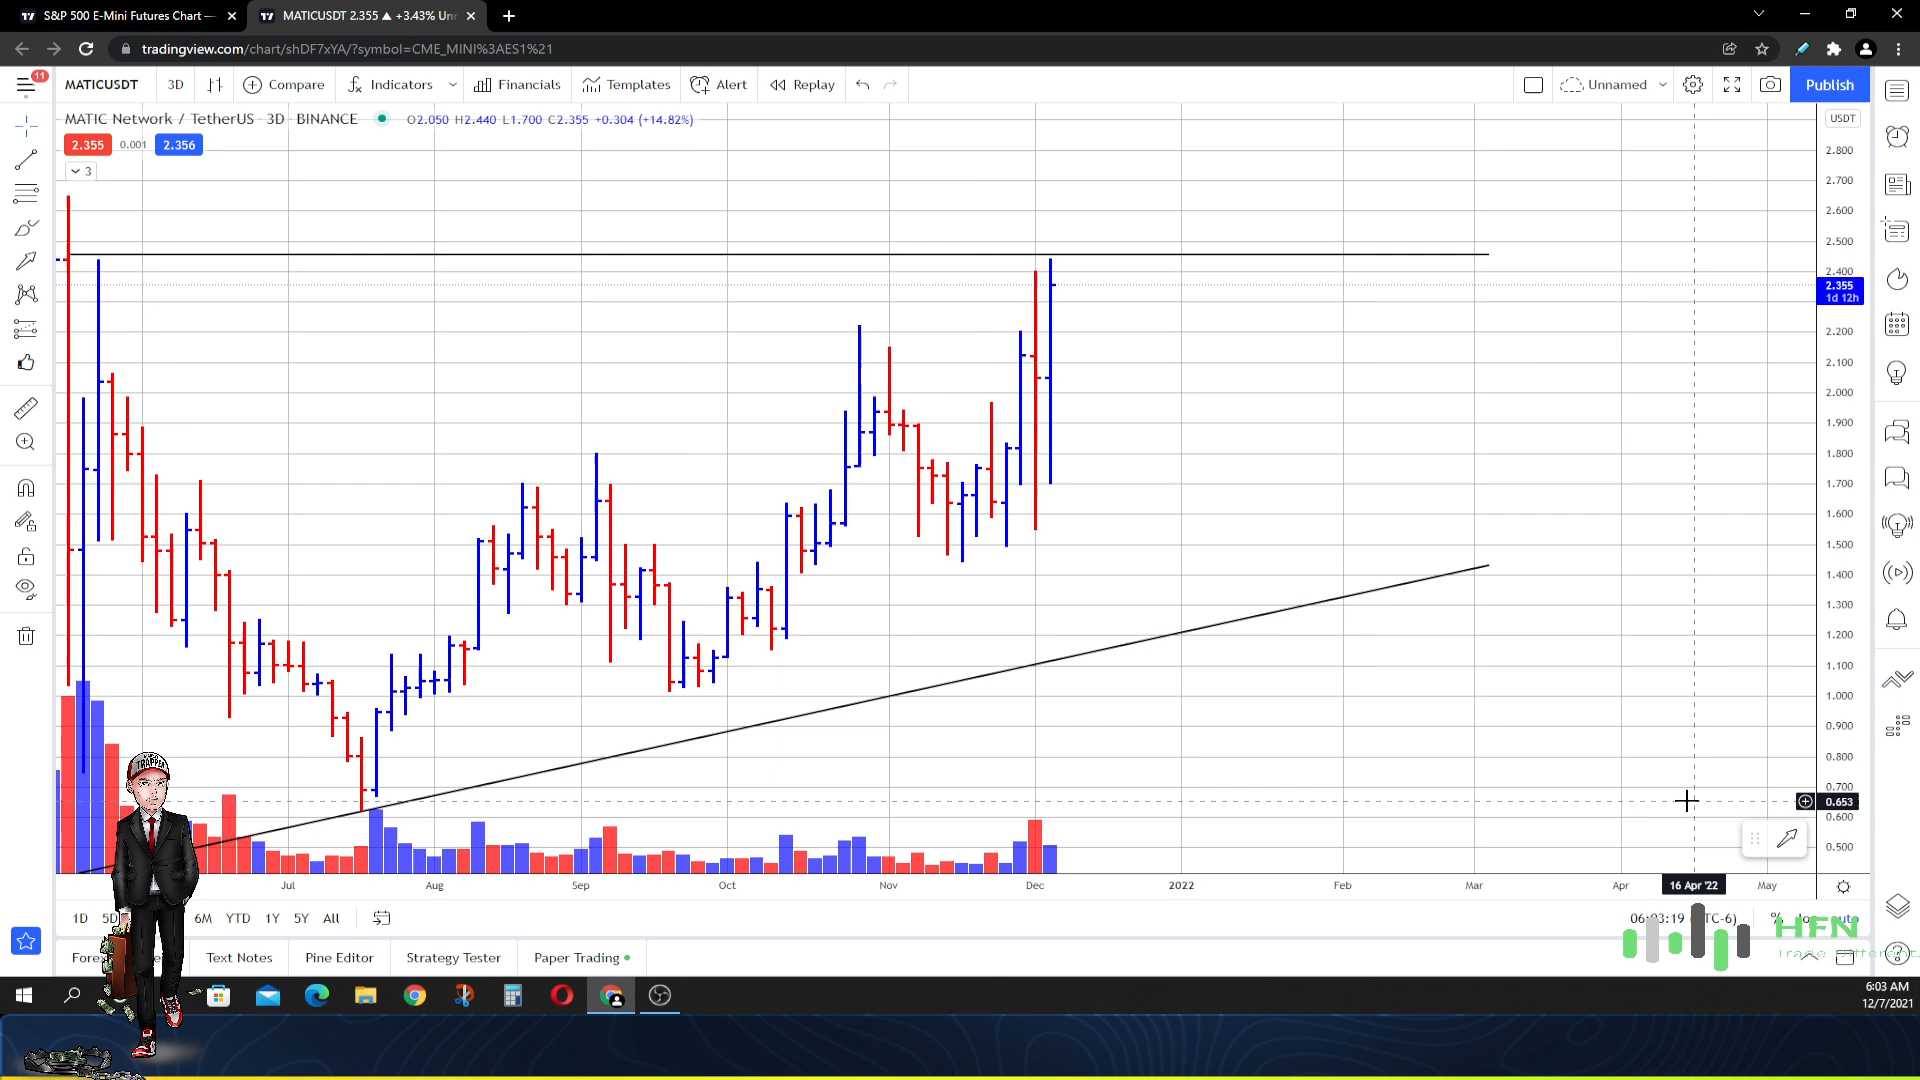 S&P 500 E-Mini Futures Chart —
MATICUSDT 2.355 ▲ +3.43% Unn
tradingview.com/chart/shDF7xYA/?symbol=CME_MINI%3AES1%21
11
MATICUSDT 3D Compare Indicators Financials Templates Alert Replay Unnamed Publish
MATIC Network / TetherUS · 3D · BINANCE O2.050 H2.440 L1.700 C2.355 +0.304 (+14.82%)
USDT
2.355 0.001 2.356
3
2.800
2.700
2.600
2.500
2.400
2.355
1d 12h
2.200
2.100
2.000
1.900
1.800
1.700
1.600
1.500
1.400
1.300
1.200
1.100
1.000
0.900
0.800
0.700
0.653
0.600
0.500
TRAPPER
Jul Aug Sep Oct Nov Dec 2022 Feb Mar Apr 16 Apr '22 May
1D 5D 6M YTD 1Y 5Y All
%
HFN
Trade Different.
Text Notes Pine Editor Strategy Tester Paper Trading
6:03 AM
12/7/2021